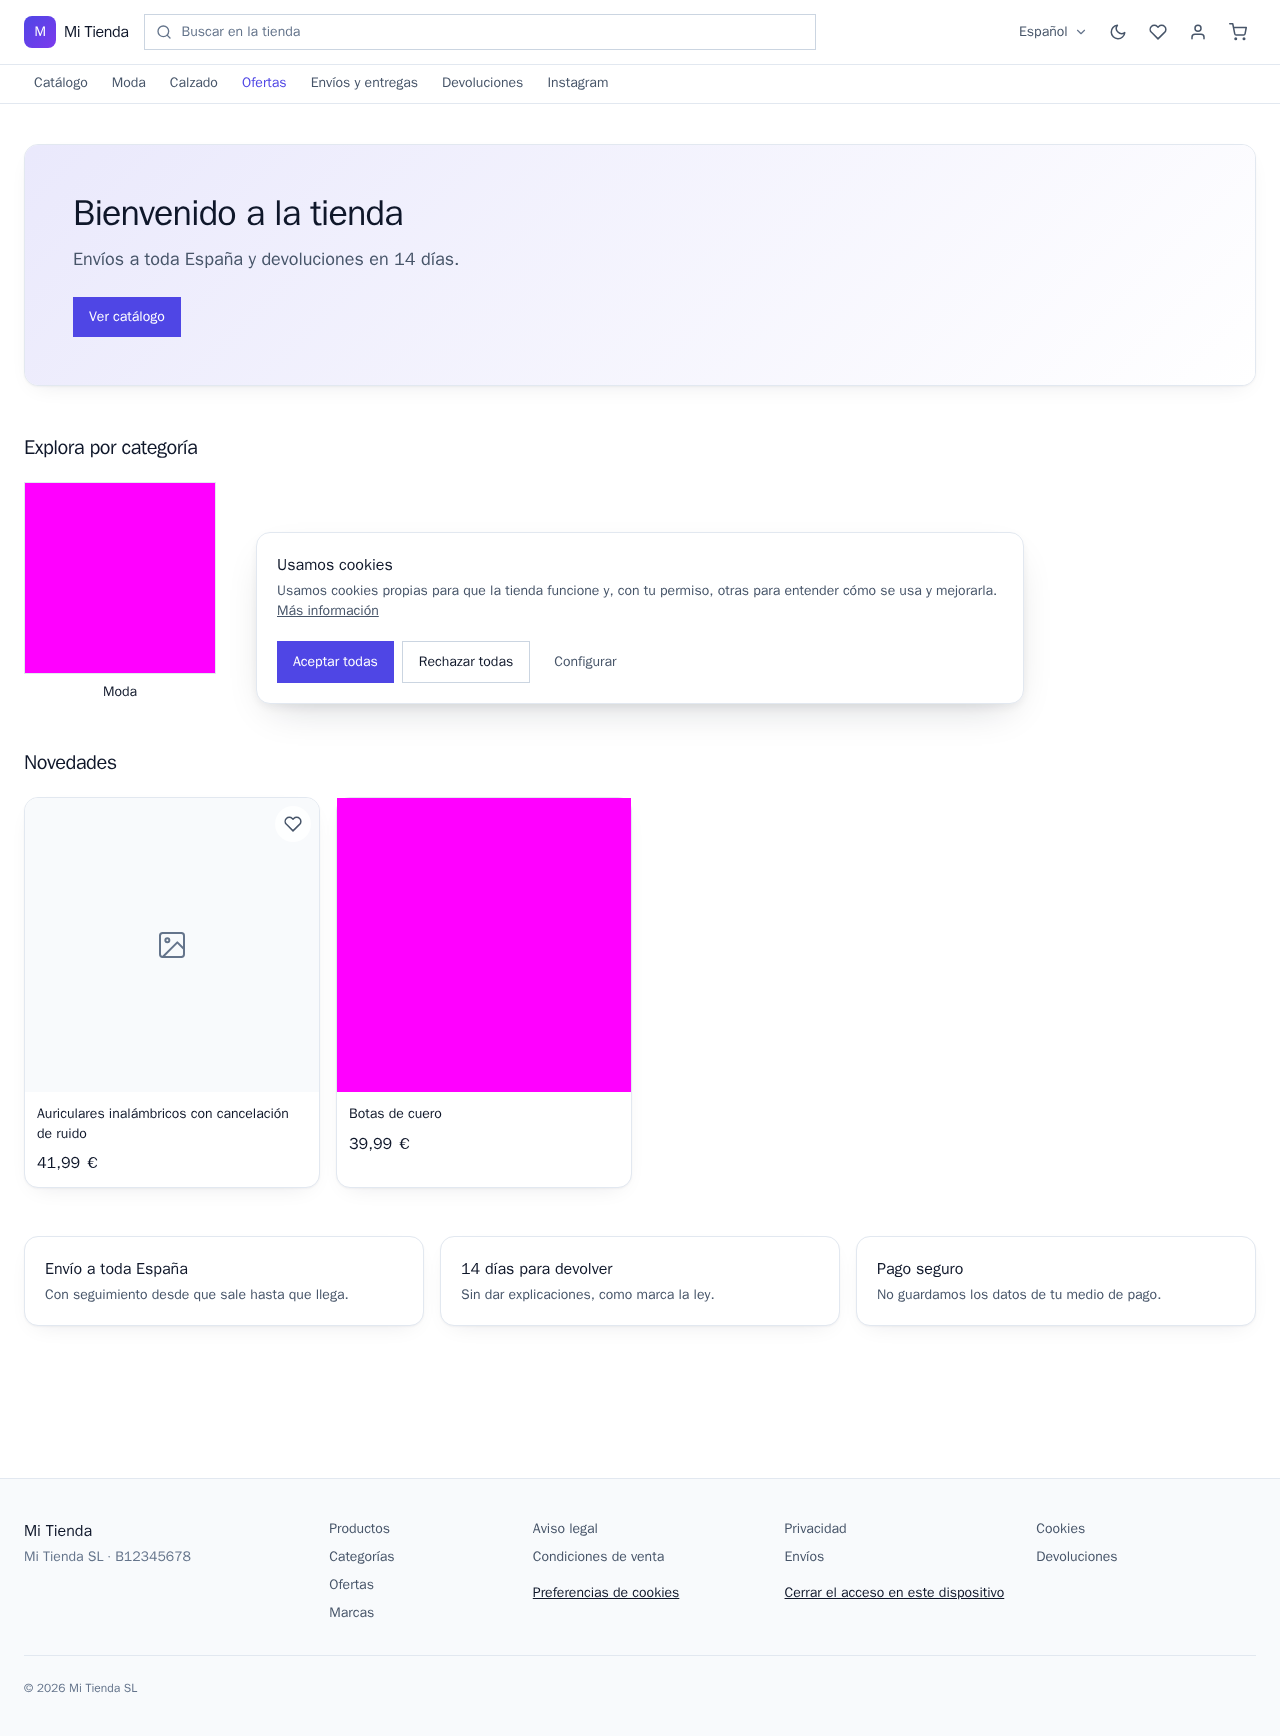 M
Mi Tienda
Buscar en la tienda
Español
Catálogo
Moda
Calzado
Ofertas
Envíos y entregas
Devoluciones
Instagram
Bienvenido a la tienda
Envíos a toda España y devoluciones en 14 días.
Ver catálogo
Explora por categoría
Moda
Usamos cookies
Usamos cookies propias para que la tienda funcione y, con tu permiso, otras para entender cómo se usa y mejorarla.
Más información
Aceptar todas
Rechazar todas
Configurar
Novedades
Auriculares inalámbricos con cancelación
de ruido
41,99 €
Botas de cuero
39,99 €
Envío a toda España
Con seguimiento desde que sale hasta que llega.
14 días para devolver
Sin dar explicaciones, como marca la ley.
Pago seguro
No guardamos los datos de tu medio de pago.
Mi Tienda
Mi Tienda SL · B12345678
Productos
Categorías
Ofertas
Marcas
Aviso legal
Condiciones de venta
Preferencias de cookies
Privacidad
Envíos
Cerrar el acceso en este dispositivo
Cookies
Devoluciones
© 2026 Mi Tienda SL